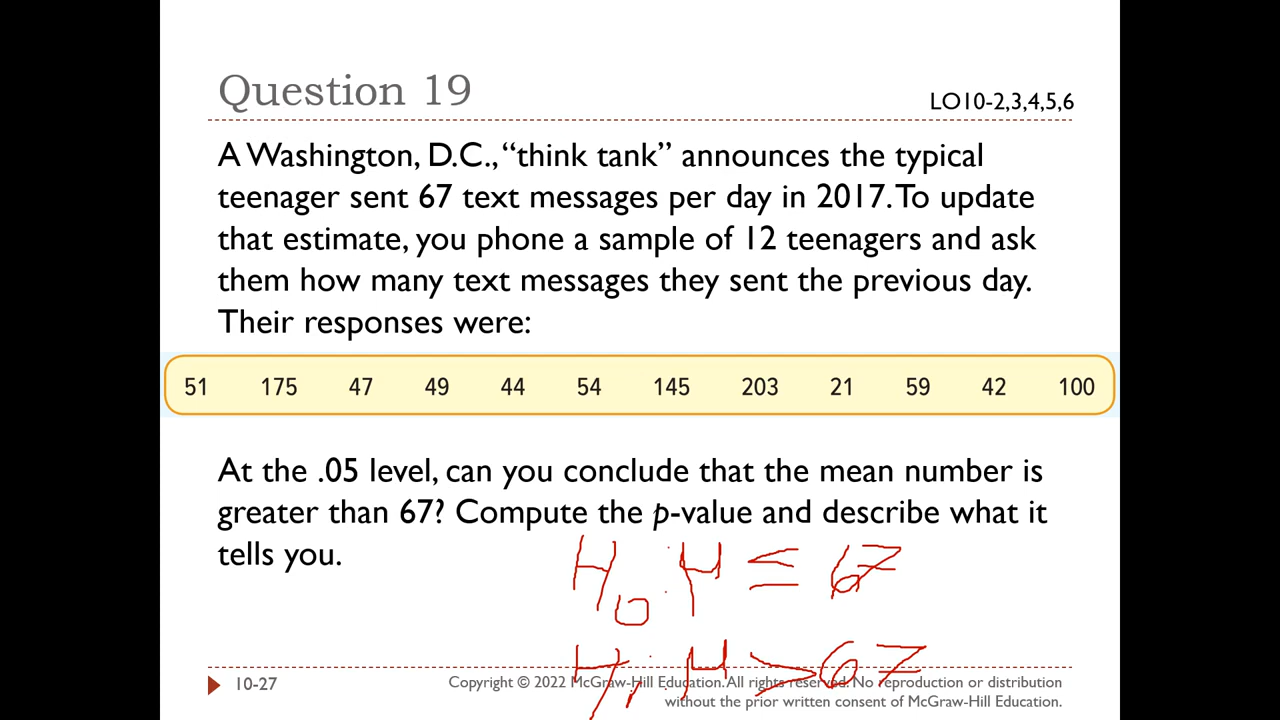 Question 19
LO10-2,3,4,5,6
A Washington, D.C., “think tank” announces the typical
teenager sent 67 text messages per day in 2017. To update
that estimate, you phone a sample of 12 teenagers and ask
them how many text messages they sent the previous day.
Their responses were:
51 175 47 49 44 54 145 203 21 59 42 100
At the .05 level, can you conclude that the mean number is
greater than 67? Compute the p-value and describe what it
tells you.
H₀: μ ≤ 67
H₁: μ > 67
10-27
Copyright © 2022 McGraw-Hill Education. All rights reserved. No reproduction or distribution
without the prior written consent of McGraw-Hill Education.